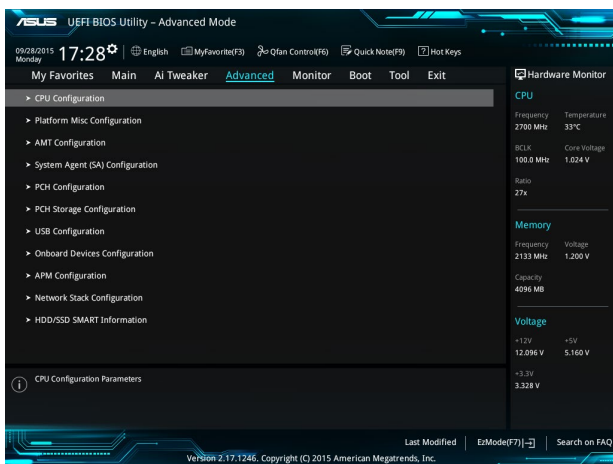 ASUS UEFI BIOS Utility – Advanced Mode
09/28/2015 Monday 17:28 English MyFavorite(F3) Qfan Control(F6) Quick Note(F9) ? Hot Keys
My Favorites Main Ai Tweaker Advanced Monitor Boot Tool Exit
Hardware Monitor
> CPU Configuration
> Platform Misc Configuration
> AMT Configuration
> System Agent (SA) Configuration
> PCH Configuration
> PCH Storage Configuration
> USB Configuration
> Onboard Devices Configuration
> APM Configuration
> Network Stack Configuration
> HDD/SSD SMART Information
CPU Configuration Parameters
CPU
Frequency Temperature
2700 MHz 33°C
BCLK Core Voltage
100.0 MHz 1.024 V
Ratio
27x
Memory
Frequency Voltage
2133 MHz 1.200 V
Capacity
4096 MB
Voltage
+12V +5V
12.096 V 5.160 V
+3.3V
3.328 V
Last Modified EzMode(F7) Search on FAQ
Version 2.17.1246. Copyright (C) 2015 American Megatrends, Inc.